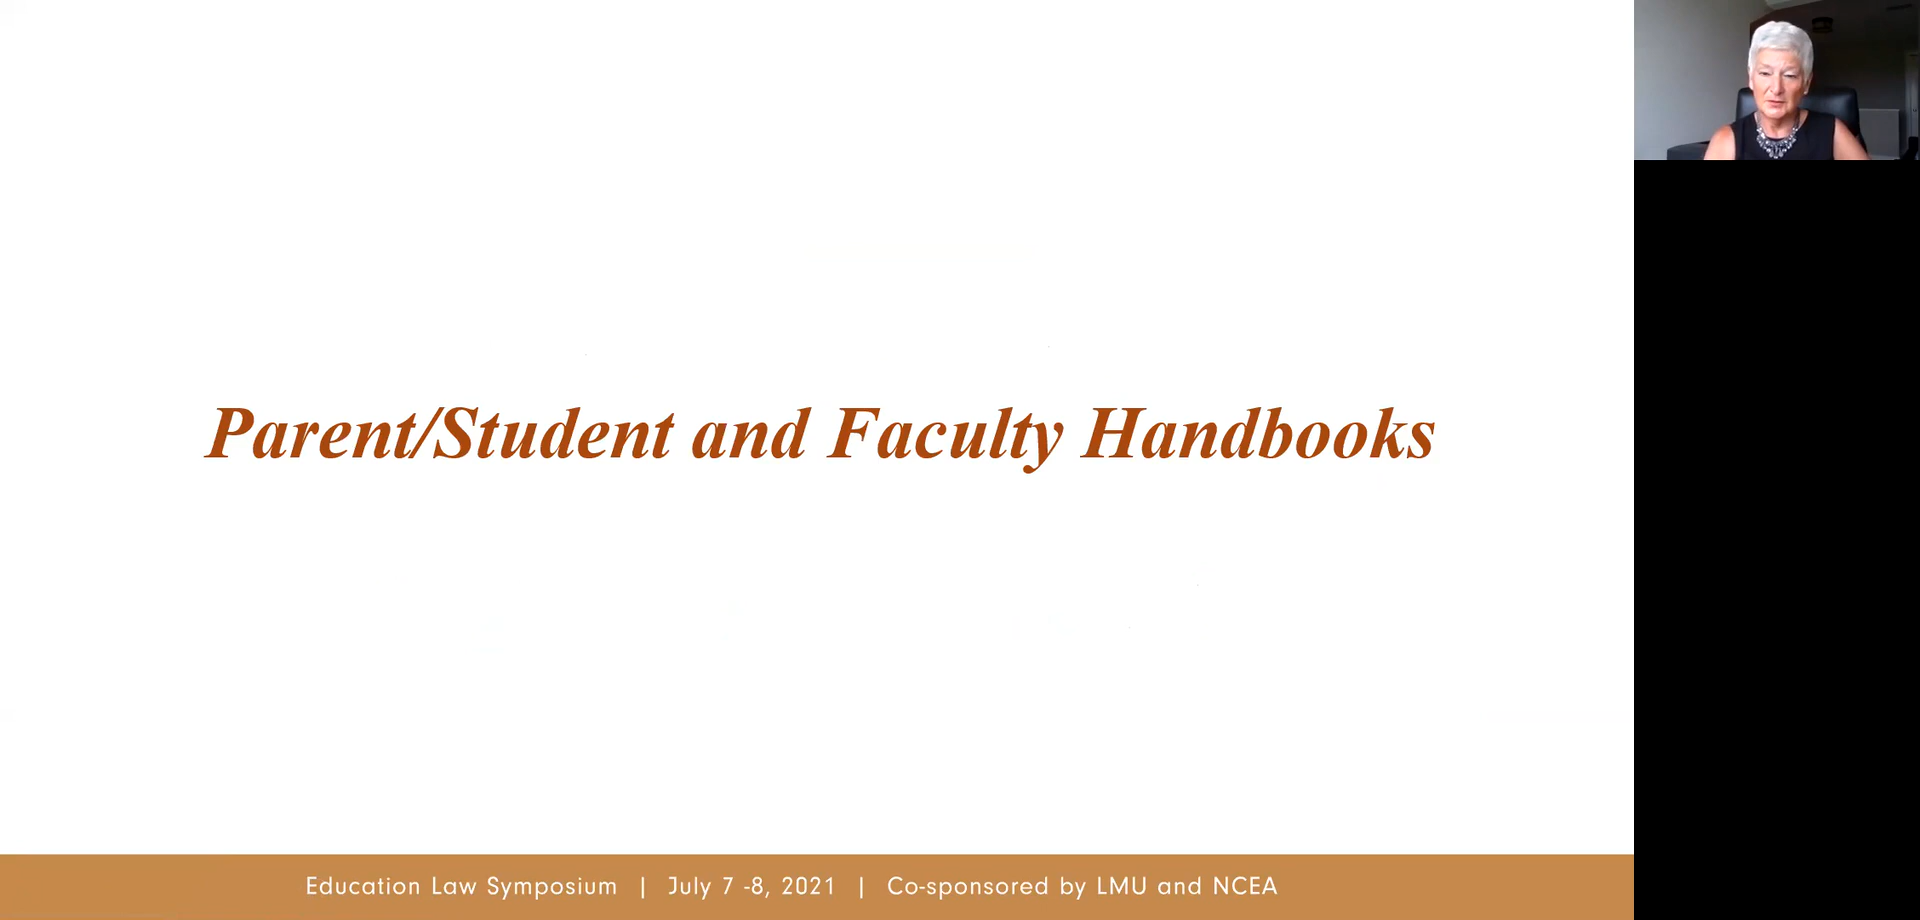 Parent/Student and Faculty Handbooks
Education Law Symposium | July 7 -8, 2021 | Co-sponsored by LMU and NCEA